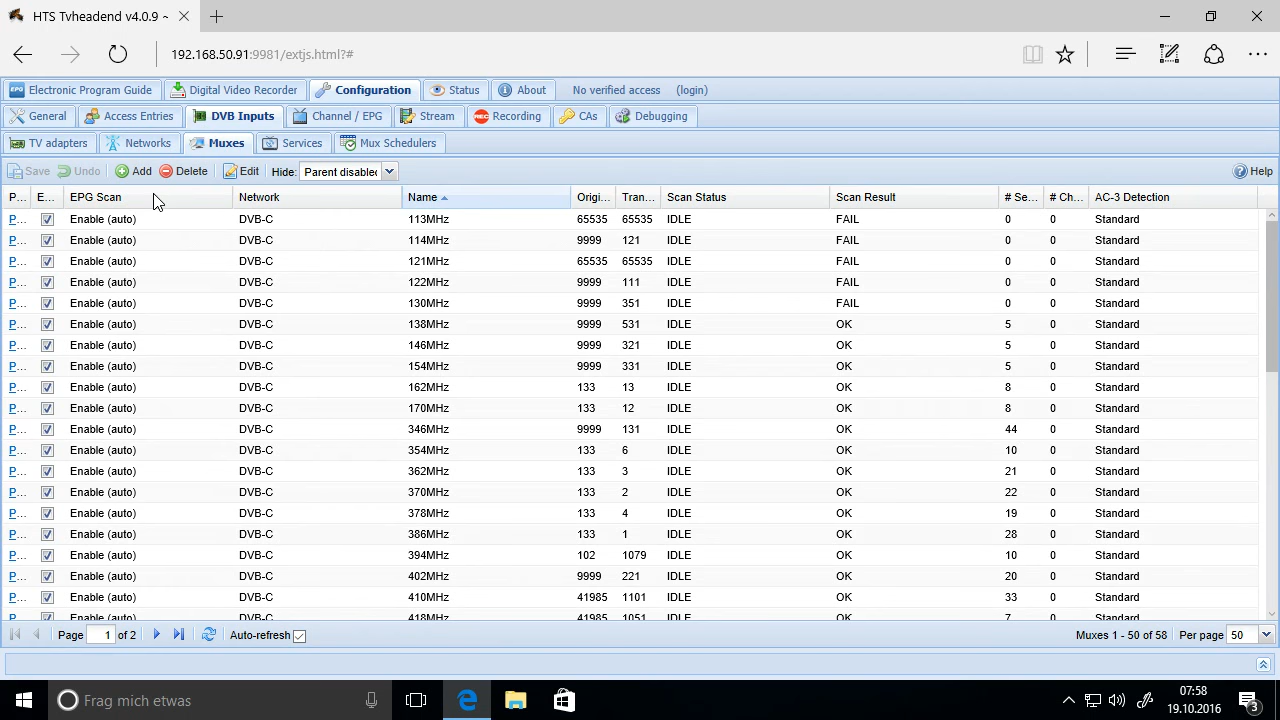 HTS Tvheadend v4.0.9 ~
192.168.50.91:9981/extjs.html?#
EPG Electronic Program Guide Digital Video Recorder Configuration Status About No verified access (login)
General Access Entries DVB Inputs Channel / EPG Stream REC Recording CAs Debugging
TV adapters Networks Muxes Services Mux Schedulers
Save Undo Add Delete Edit Hide: Parent disabled Help
P... E... EPG Scan Network Name Origi... Tran... Scan Status Scan Result # Se... # Ch... AC-3 Detection
P... Enable (auto) DVB-C 113MHz 65535 65535 IDLE FAIL 0 0 Standard
P... Enable (auto) DVB-C 114MHz 9999 121 IDLE FAIL 0 0 Standard
P... Enable (auto) DVB-C 121MHz 65535 65535 IDLE FAIL 0 0 Standard
P... Enable (auto) DVB-C 122MHz 9999 111 IDLE FAIL 0 0 Standard
P... Enable (auto) DVB-C 130MHz 9999 351 IDLE FAIL 0 0 Standard
P... Enable (auto) DVB-C 138MHz 9999 531 IDLE OK 5 0 Standard
P... Enable (auto) DVB-C 146MHz 9999 321 IDLE OK 5 0 Standard
P... Enable (auto) DVB-C 154MHz 9999 331 IDLE OK 5 0 Standard
P... Enable (auto) DVB-C 162MHz 133 13 IDLE OK 8 0 Standard
P... Enable (auto) DVB-C 170MHz 133 12 IDLE OK 8 0 Standard
P... Enable (auto) DVB-C 346MHz 9999 131 IDLE OK 44 0 Standard
P... Enable (auto) DVB-C 354MHz 133 6 IDLE OK 10 0 Standard
P... Enable (auto) DVB-C 362MHz 133 3 IDLE OK 21 0 Standard
P... Enable (auto) DVB-C 370MHz 133 2 IDLE OK 22 0 Standard
P... Enable (auto) DVB-C 378MHz 133 4 IDLE OK 19 0 Standard
P... Enable (auto) DVB-C 386MHz 133 1 IDLE OK 28 0 Standard
P... Enable (auto) DVB-C 394MHz 102 1079 IDLE OK 10 0 Standard
P... Enable (auto) DVB-C 402MHz 9999 221 IDLE OK 20 0 Standard
P... Enable (auto) DVB-C 410MHz 41985 1101 IDLE OK 33 0 Standard
P... Enable (auto) DVB-C 418MHz 41985 1051 IDLE OK 7 0 Standard
Page 1 of 2 Auto-refresh Muxes 1 - 50 of 58 Per page 50
Frag mich etwas
07:58
19.10.2016
3